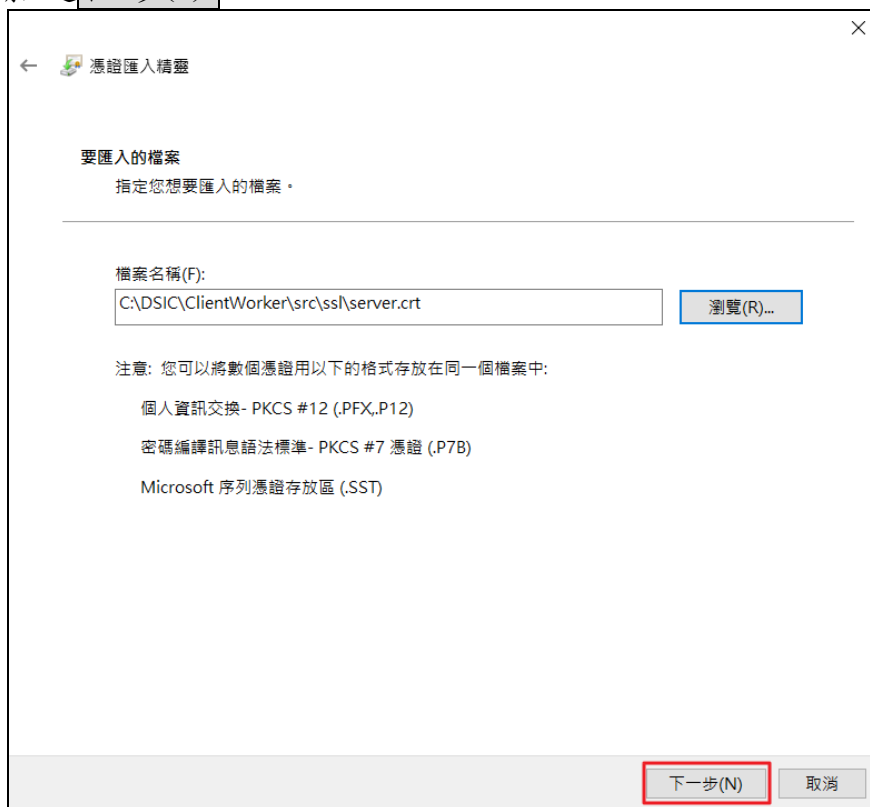 憑證匯入精靈
要匯入的檔案
指定您想要匯入的檔案。
檔案名稱(F):
C:\DSIC\ClientWorker\src\ssl\server.crt
瀏覽(R)...
注意: 您可以將數個憑證用以下的格式存放在同一個檔案中:
個人資訊交換- PKCS #12 (.PFX,.P12)
密碼編譯訊息語法標準- PKCS #7 憑證 (.P7B)
Microsoft 序列憑證存放區 (.SST)
下一步(N)
取消